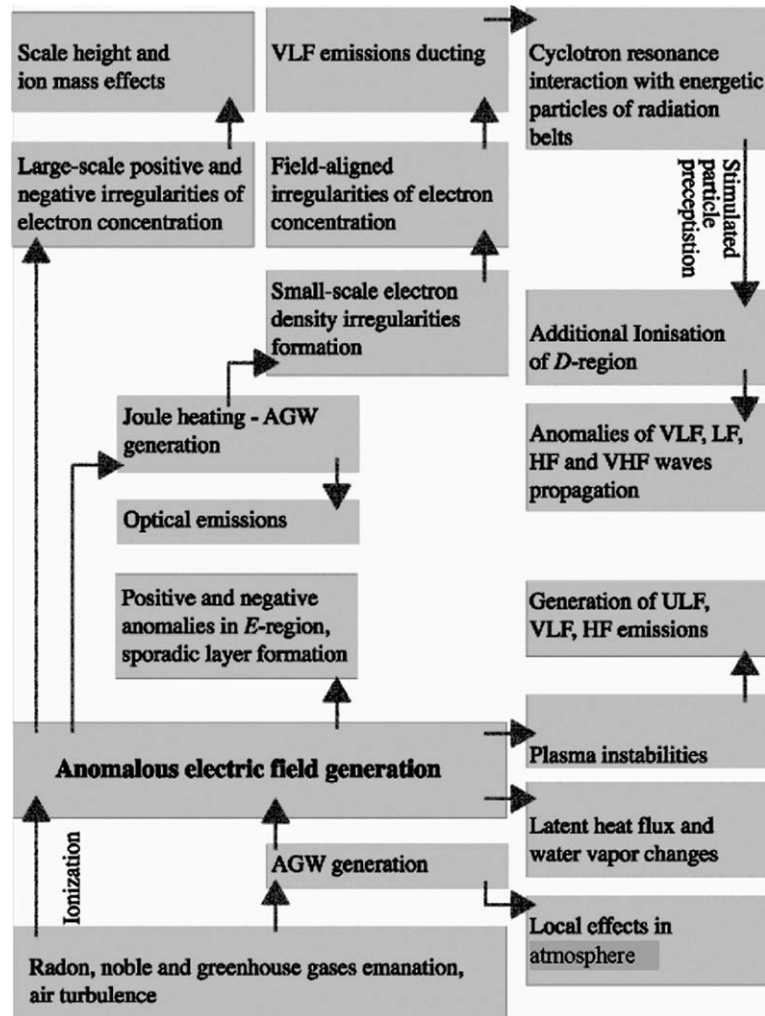 Scale height and
ion mass effects
VLF emissions ducting
Cyclotron resonance
interaction with energetic
particles of radiation
belts
Large-scale positive and
negative irregularities of
electron concentration
Field-aligned
irregularities of electron
concentration
Stimulated
particle
preceptistion
Small-scale electron
density irregularities
formation
Additional Ionisation
of D-region
Joule heating - AGW
generation
Anomalies of VLF, LF,
HF and VHF waves
propagation
Optical emissions
Positive and negative
anomalies in E-region,
sporadic layer formation
Generation of ULF,
VLF, HF emissions
Anomalous electric field generation
Plasma instabilities
Latent heat flux and
water vapor changes
Ionization
AGW generation
Local effects in
atmosphere
Radon, noble and greenhouse gases emanation,
air turbulence